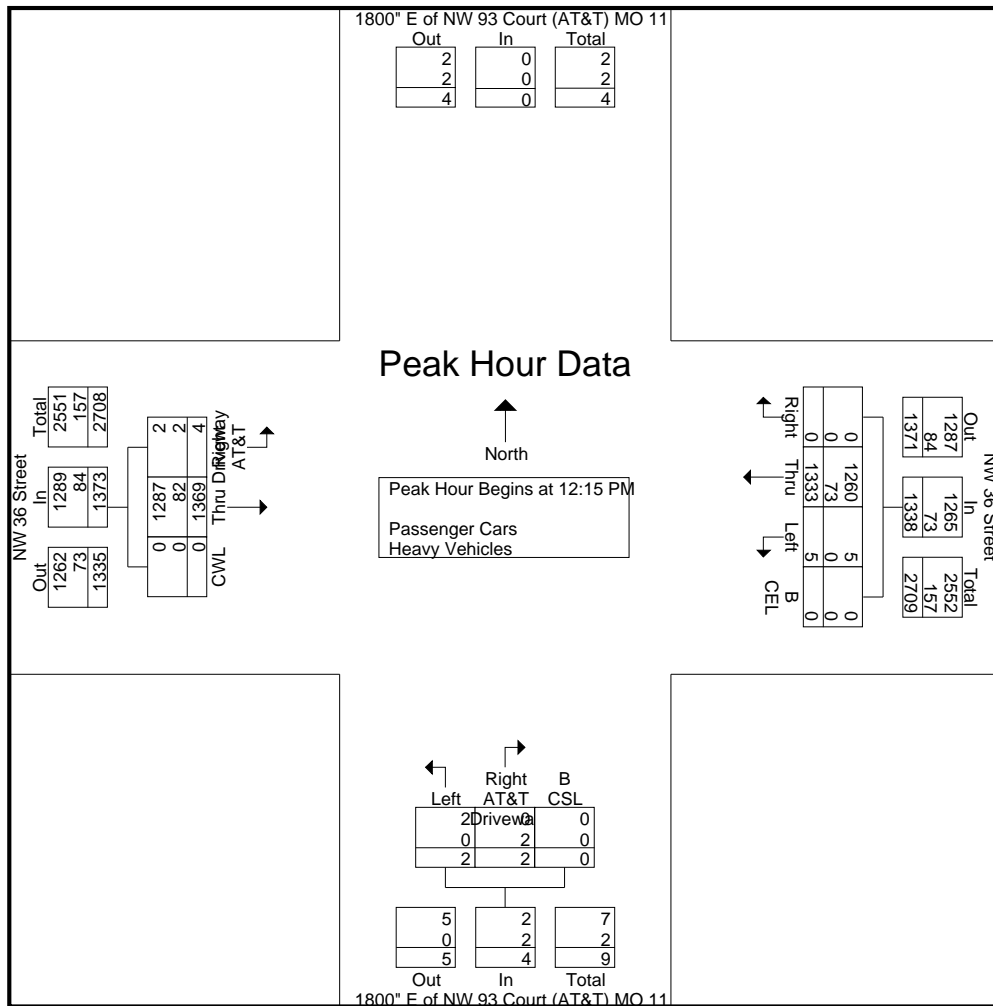 1800" E of NW 93 Court (AT&T) MO 11
Out In Total
2 0 2
2 0 2
4 0 4
Peak Hour Data
North
Peak Hour Begins at 12:15 PM
Passenger Cars
Heavy Vehicles
NW 36 Street
Total In Out
2551 1289 1262
157 84 73
2708 1373 1335
Right AT&T Driveway Thru CWL
2 1287 0
2 82 0
4 1369 0
NW 36 Street
Out In Total
1287 1265 2552
84 73 157
1371 1338 2709
Right Thru Left B CEL
0 1260 5 0
0 73 0 0
0 1333 5 0
Left Right AT&T Drivewa B CSL
2 0 0
0 2 0
2 2 0
5 2 7
0 2 2
5 4 9
Out In Total
1800" E of NW 93 Court (AT&T) MO 11